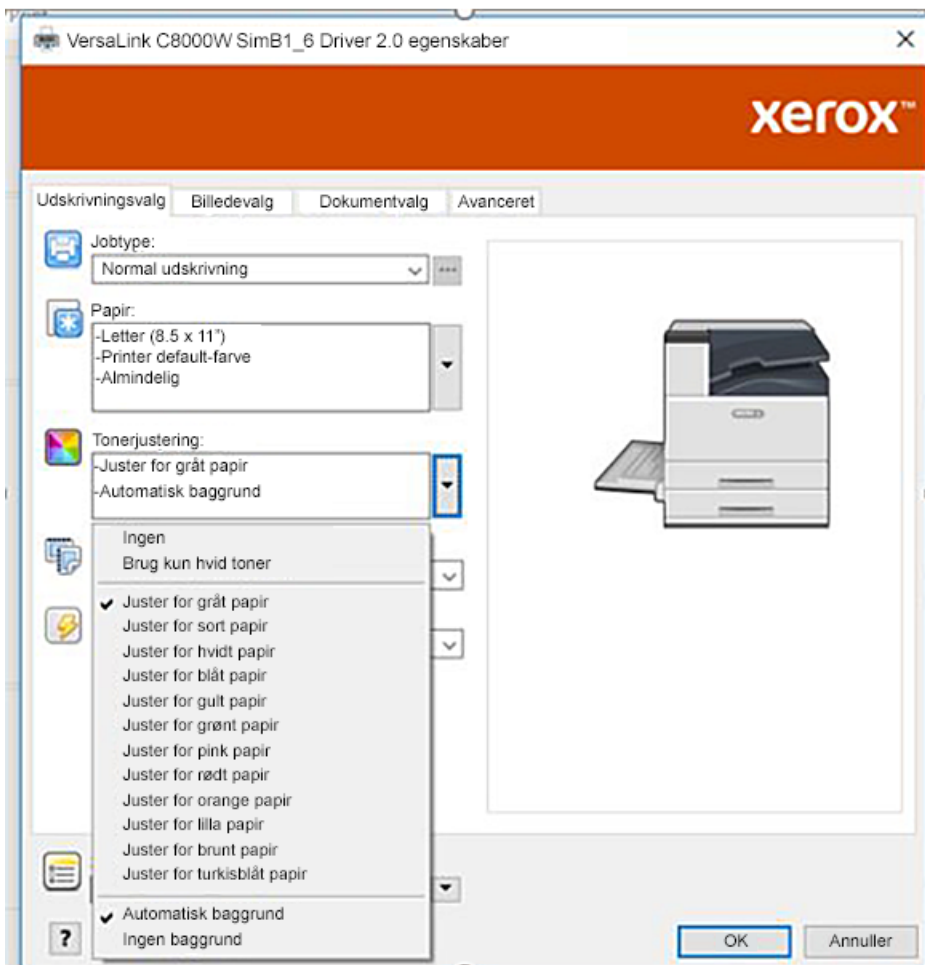 VersaLink C8000W SimB1_6 Driver 2.0 egenskaber
xerox™
Udskrivningsvalg Billedevalg Dokumentvalg Avanceret
Jobtype:
Normal udskrivning
Papir:
-Letter (8.5 x 11")
-Printer default-farve
-Almindelig
Tonerjustering:
-Juster for gråt papir
-Automatisk baggrund
Ingen
Brug kun hvid toner
Juster for gråt papir
Juster for sort papir
Juster for hvidt papir
Juster for blåt papir
Juster for gult papir
Juster for grønt papir
Juster for pink papir
Juster for rødt papir
Juster for orange papir
Juster for lilla papir
Juster for brunt papir
Juster for turkisblåt papir
Automatisk baggrund
Ingen baggrund
?
OK Annuller